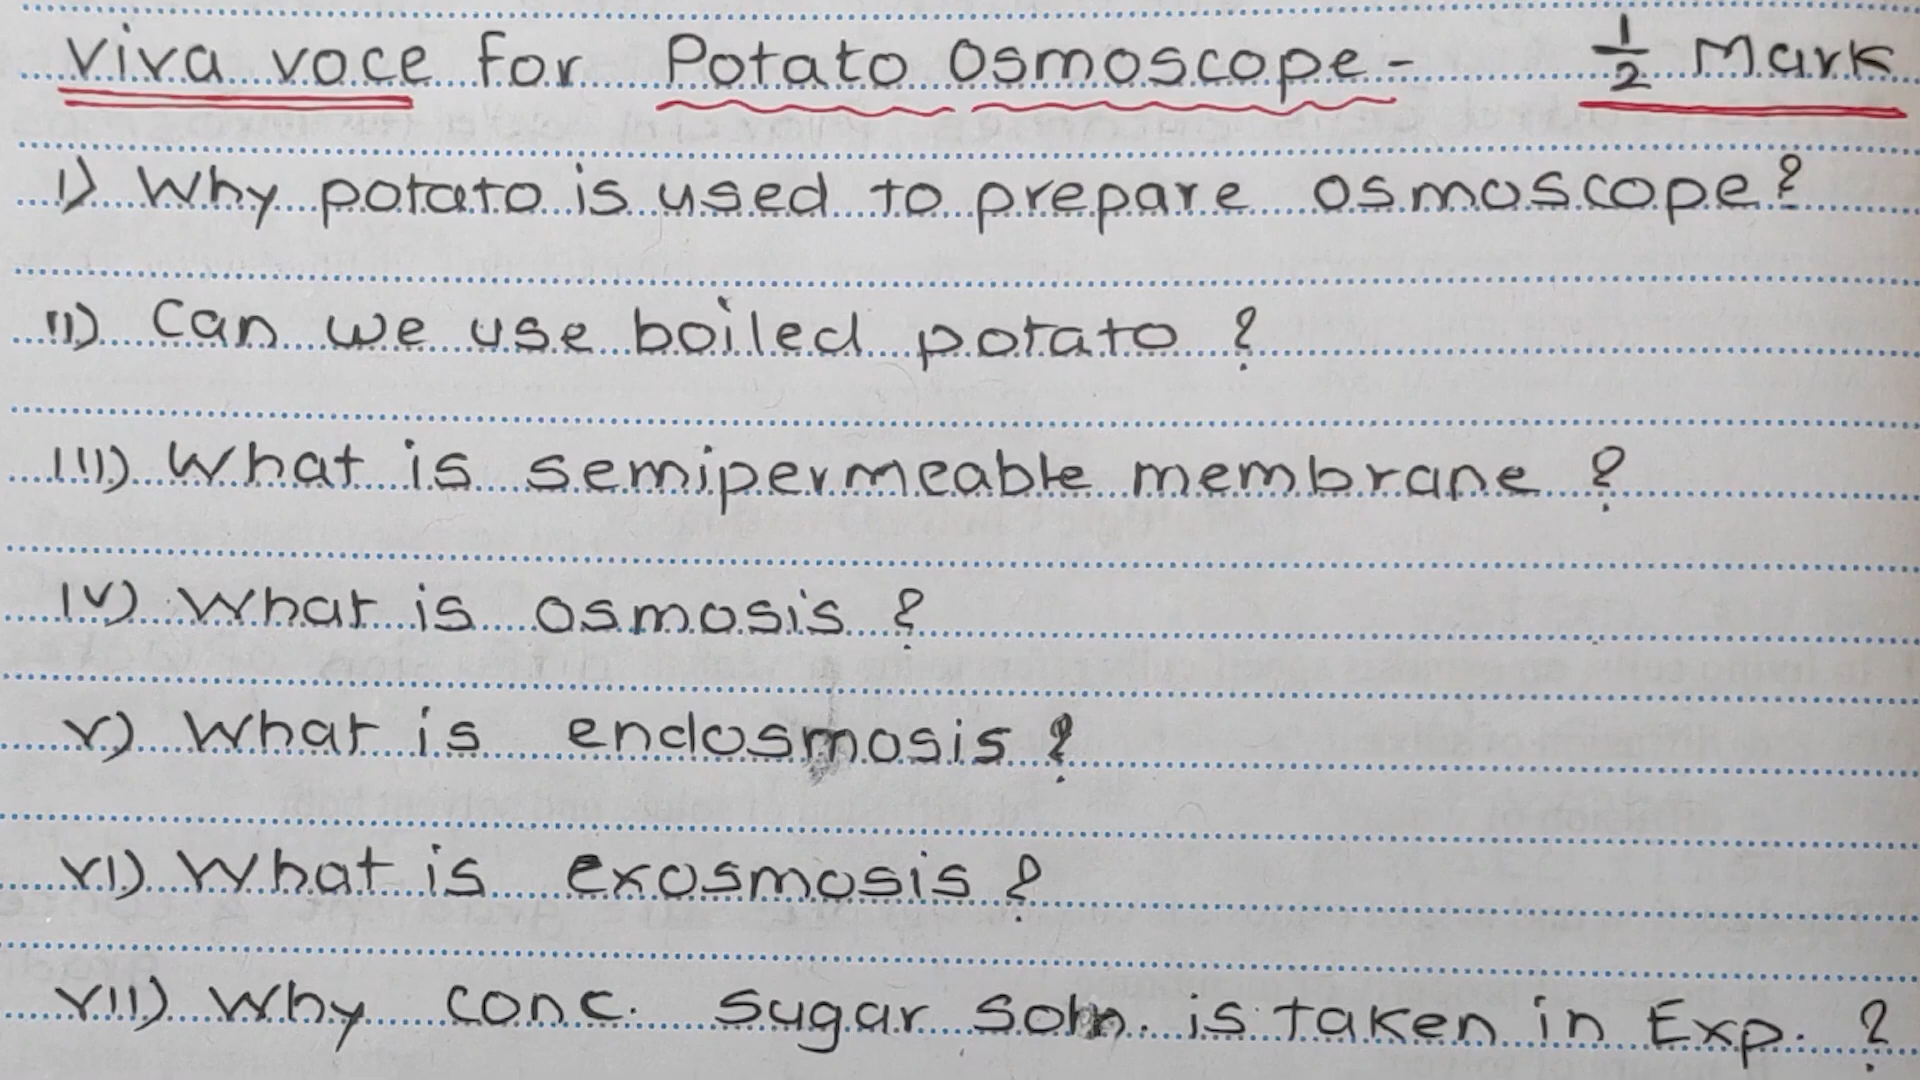 Viva voce for Potato Osmoscope - 1/2 Mark
I) Why potato is used to prepare osmoscope?
II) Can we use boiled potato ?
III) What is semipermeable membrane ?
IV) What is osmosis ?
V) What is endosmosis ?
VI) What is exosmosis ?
VII) Why conc. sugar soln. is taken in Exp. ?